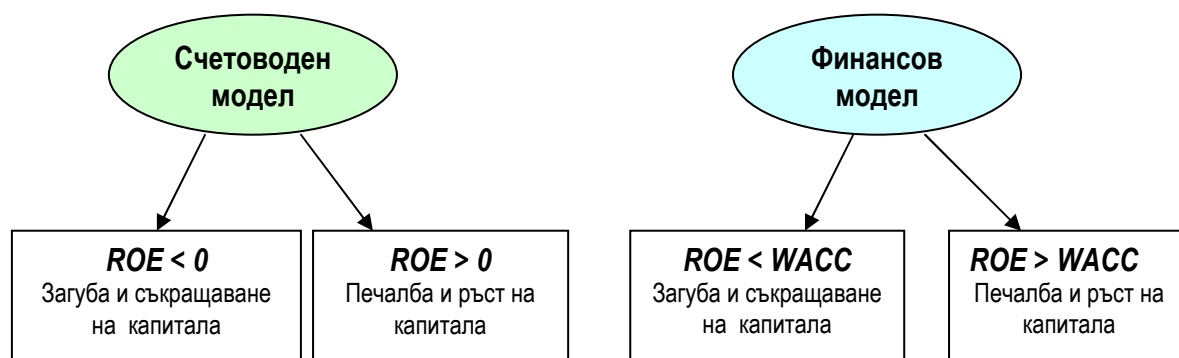 Счетоводен
модел
Финансов
модел
ROE < 0
Загуба и съкращаване
на капитала
ROE > 0
Печалба и ръст на
капитала
ROE < WACC
Загуба и съкращаване
на капитала
ROE > WACC
Печалба и ръст на
капитала